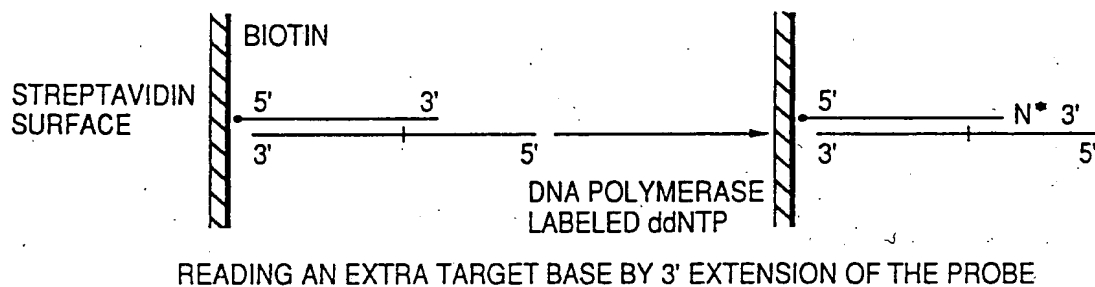 BIOTIN
STREPTAVIDIN
SURFACE
5' 3'
3' 5'
DNA POLYMERASE
LABELED ddNTP
5' N* 3'
3' 5'
READING AN EXTRA TARGET BASE BY 3' EXTENSION OF THE PROBE